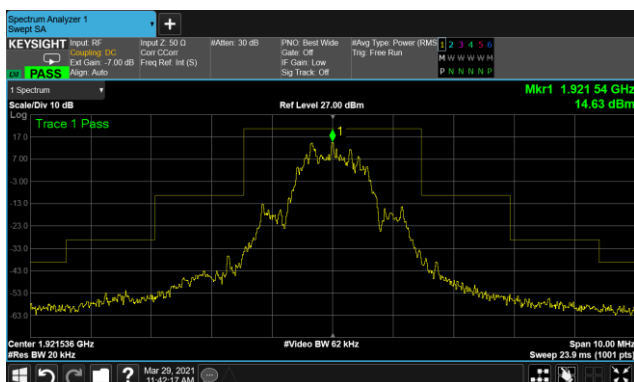 Spectrum Analyzer 1
Swept SA
+
KEYSIGHT Input: RF Input Z: 50 Ω #Atten: 30 dB PNO: Best Wide #Avg Type: Power (RMS 1 2 3 4 5 6
Coupling: DC Corr CCorr Gate: Off Trig: Free Run
Ext Gain: -7.00 dB Freq Ref: Int (S) IF Gain: Low M W W W W W
PASS Align: Auto Sig Track: Off P N N N N P
1 Spectrum Mkr1 1.921 54 GHz
Scale/Div 10 dB Ref Level 27.00 dBm 14.63 dBm
Log
Trace 1 Pass
1
17.0
7.00
-3.00
-13.0
-23.0
-33.0
-43.0
-53.0
-63.0
Center 1.921536 GHz #Video BW 62 kHz Span 10.00 MHz
#Res BW 20 kHz Sweep 23.9 ms (1001 pts)
? Mar 29, 2021
11:42:17 AM